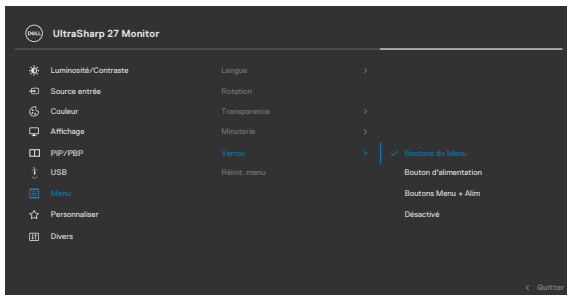 DELL UltraSharp 27 Monitor
Luminosité/Contraste
Source entrée
Couleur
Affichage
PIP/PBP
USB
Menu
Personnaliser
Divers
Langue
Rotation
Transparence
Minuterie
Verrou
Réinit. menu
Boutons du Menu
Bouton d'alimentation
Boutons Menu + Alim
Désactivé
Quitter